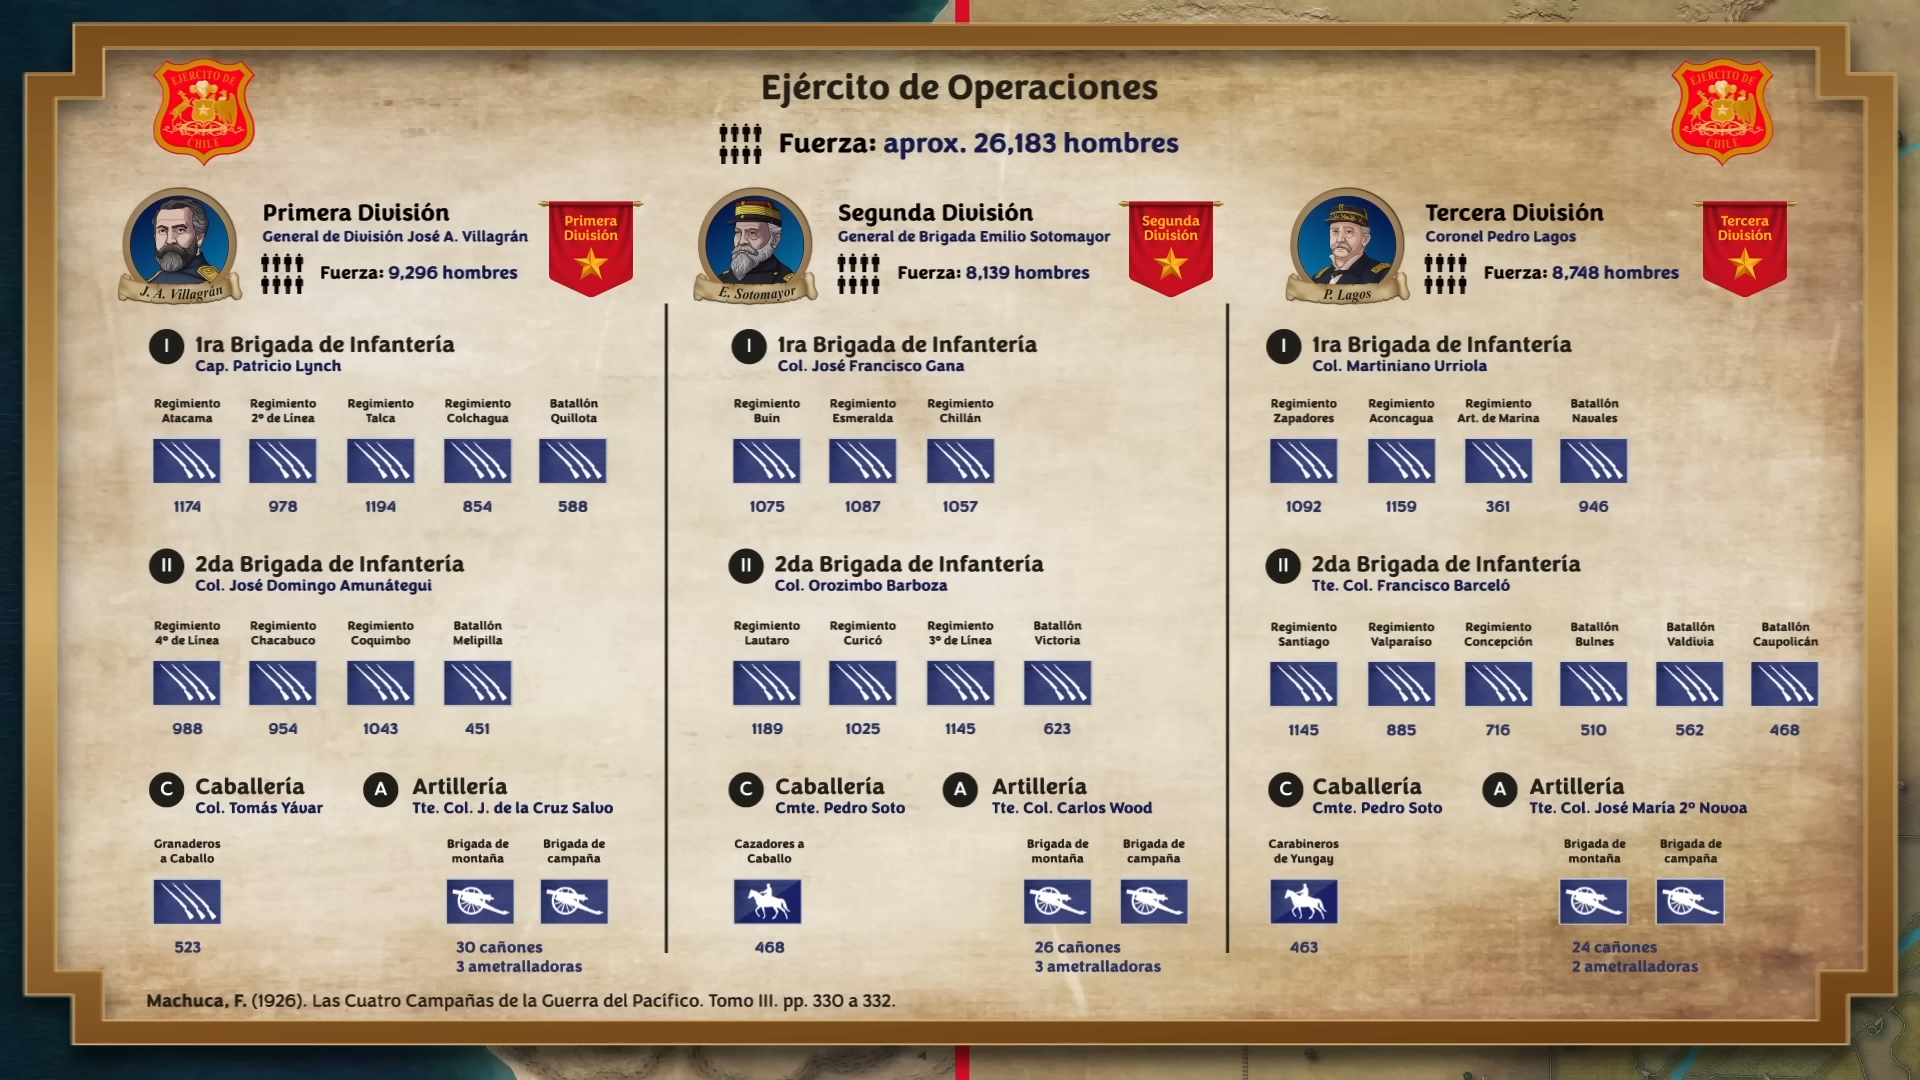 EJERCITO DE
CHILE
EJERCITO DE
CHILE
Ejército de Operaciones
Fuerza: aprox. 26,183 hombres
Primera División
General de División José A. Villagrán
Fuerza: 9,296 hombres
J. A. Villagrán
Primera
División
Segunda División
General de Brigada Emilio Sotomayor
Fuerza: 8,139 hombres
E. Sotomayor
Segunda
División
Tercera División
Coronel Pedro Lagos
Fuerza: 8,748 hombres
P. Lagos
Tercera
División
I
1ra Brigada de Infantería
Cap. Patricio Lynch
Regimiento Atacama
Regimiento 2º de Línea
Regimiento Talca
Regimiento Colchagua
Batallón Quillota
1174 978 1194 854 588
II
2da Brigada de Infantería
Col. José Domingo Amunátegui
Regimiento 4º de Línea
Regimiento Chacabuco
Regimiento Coquimbo
Batallón Melipilla
988 954 1043 451
C
Caballería
Col. Tomás Yávar
Granaderos
a Caballo
523
A
Artillería
Tte. Col. J. de la Cruz Salvo
Brigada de montaña
Brigada de campaña
30 cañones
3 ametralladoras
I
1ra Brigada de Infantería
Col. José Francisco Gana
Regimiento Buin
Regimiento Esmeralda
Regimiento Chillán
1075 1087 1057
II
2da Brigada de Infantería
Col. Orozimbo Barboza
Regimiento Lautaro
Regimiento Curicó
Regimiento 3º de Línea
Batallón Victoria
1189 1025 1145 623
C
Caballería
Cmte. Pedro Soto
Cazadores a
Caballo
468
A
Artillería
Tte. Col. Carlos Wood
Brigada de montaña
Brigada de campaña
26 cañones
3 ametralladoras
I
1ra Brigada de Infantería
Col. Martiniano Urriola
Regimiento Zapadores
Regimiento Aconcagua
Regimiento Art. de Marina
Batallón Navales
1092 1159 361 946
II
2da Brigada de Infantería
Tte. Col. Francisco Barceló
Regimiento Santiago
Regimiento Valparaíso
Regimiento Concepción
Batallón Bulnes
Batallón Valdivia
Batallón Caupolicán
1145 885 716 510 562 468
C
Caballería
Cmte. Pedro Soto
Carabineros
de Yungay
463
A
Artillería
Tte. Col. José María 2º Novoa
Brigada de montaña
Brigada de campaña
24 cañones
2 ametralladoras
Machuca, F. (1926). Las Cuatro Campañas de la Guerra del Pacífico. Tomo III. pp. 330 a 332.